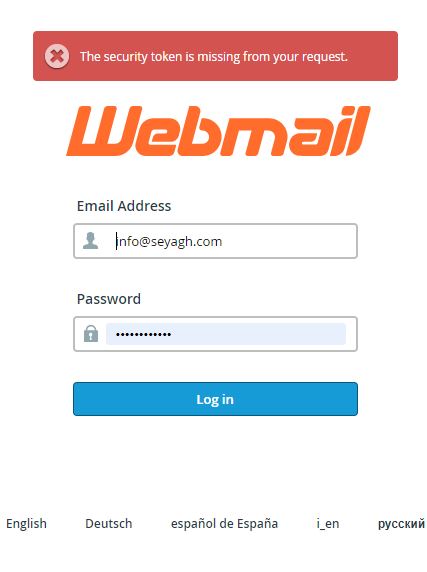 The security token is missing from your request.
Webmail
Email Address
info@seyagh.com
Password
••••••••••••
Log in
English Deutsch español de España i_en русский